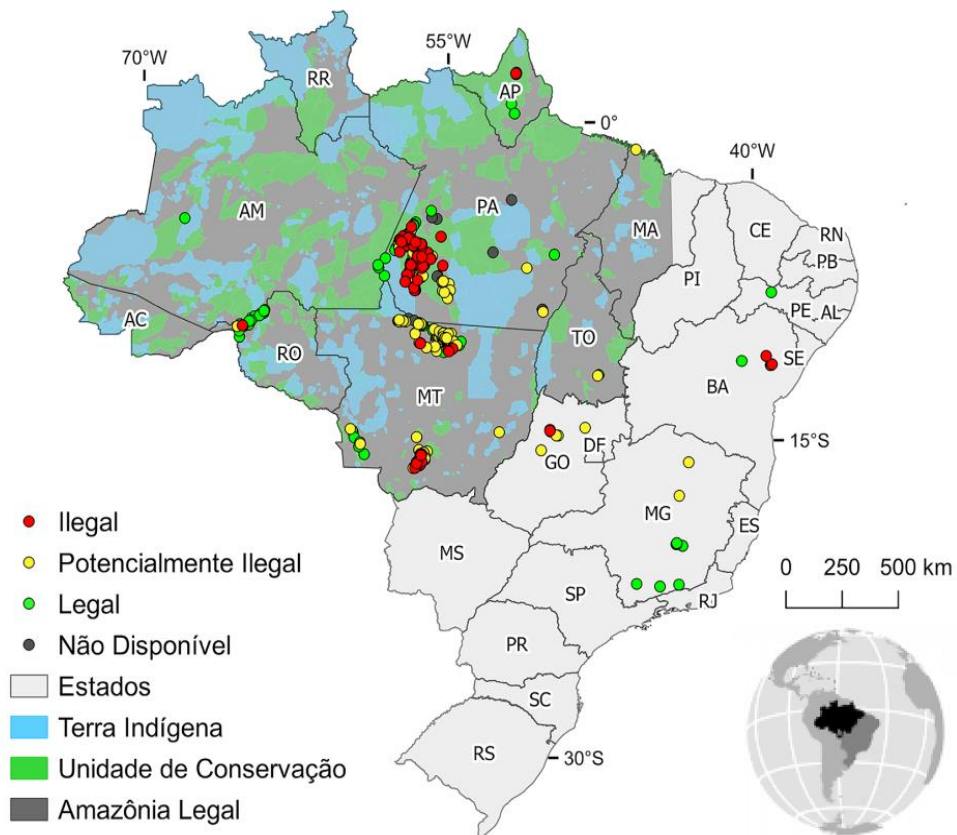 70°W
55°W
RR
AP
0°
40°W
AM
PA
MA
CE
RN
PB
PI
PE
AL
AC
TO
SE
RO
BA
MT
15°S
DF
GO
MG
ES
MS
Ilegal
Potencialmente Ilegal
Legal
Não Disponível
Estados
Terra Indígena
Unidade de Conservação
Amazônia Legal
0 250 500 km
SP
RJ
PR
SC
RS
30°S